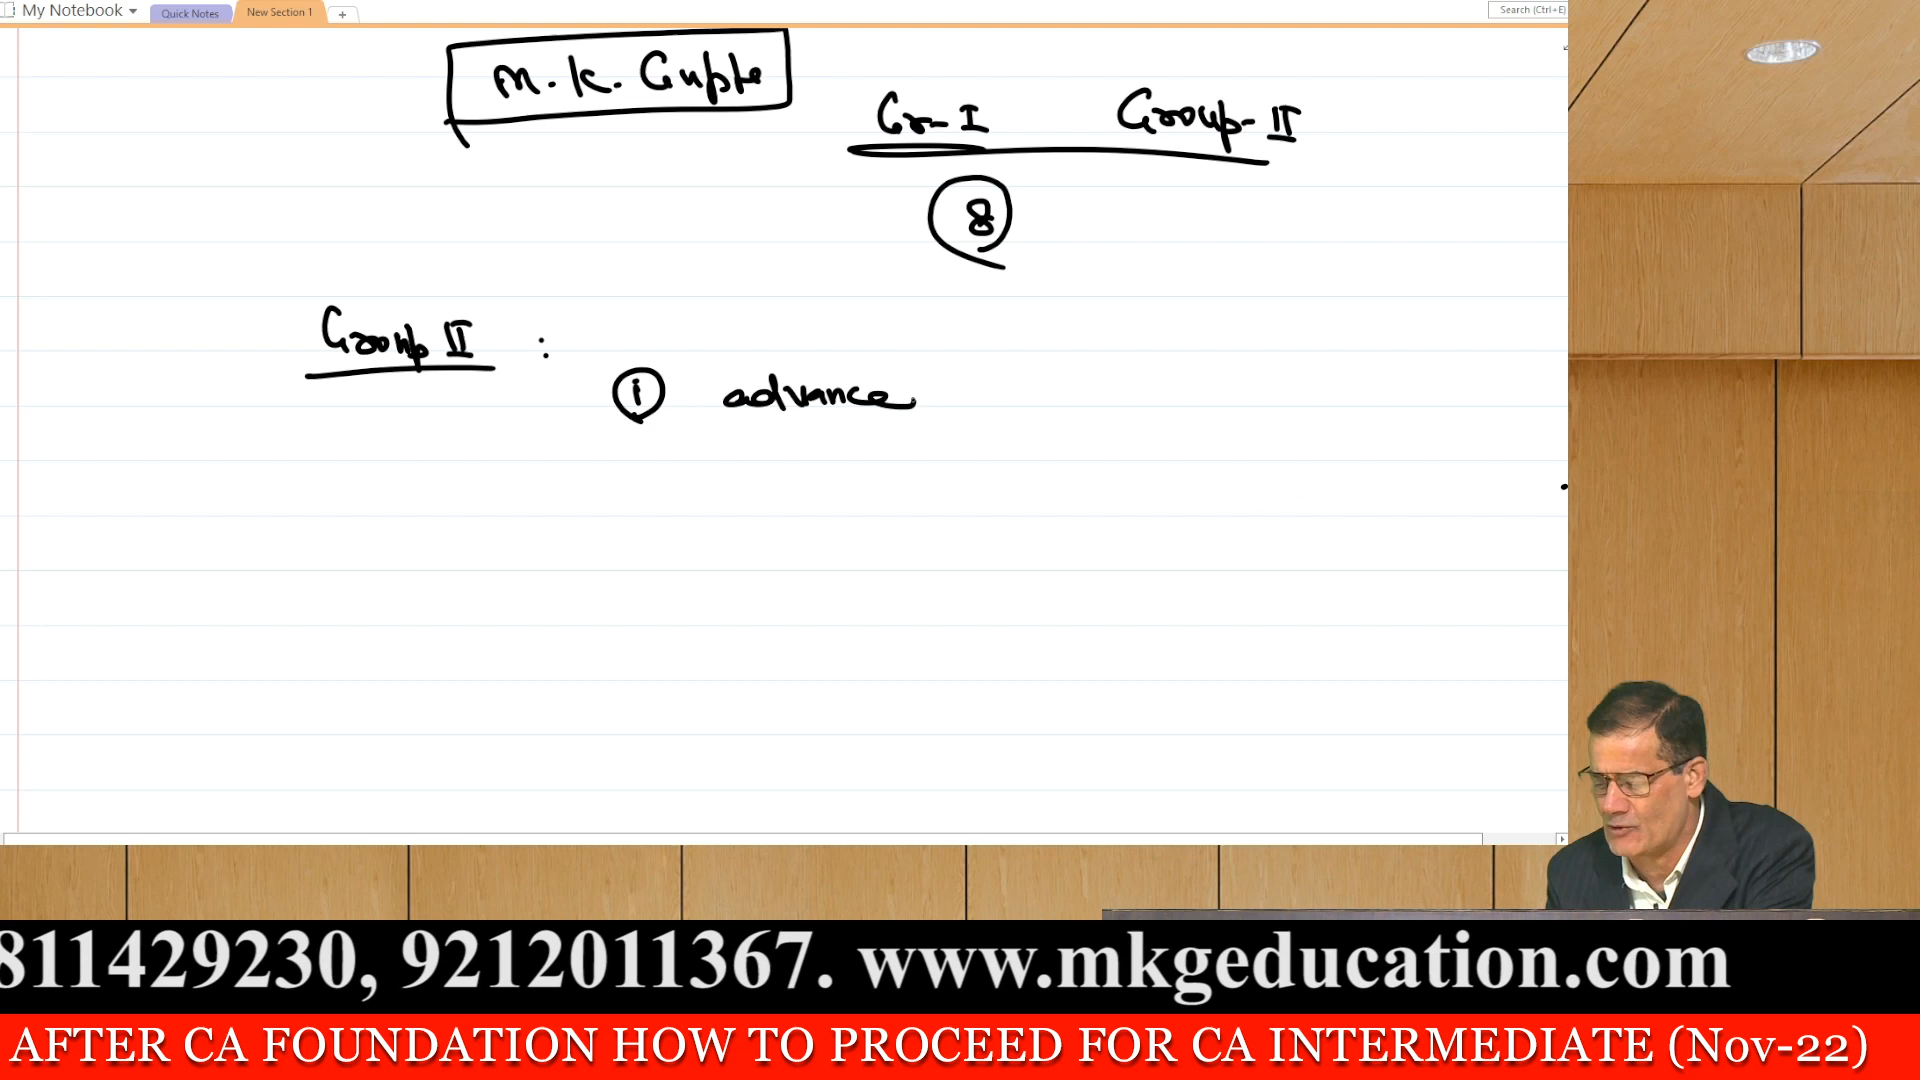 My Notebook
Quick Notes
New Section 1
Search (Ctrl+E)
M. K. Gupta
Gr-I Group-II
8
Group II :
i advance
811429230, 9212011367. www.mkgeducation.com
AFTER CA FOUNDATION HOW TO PROCEED FOR CA INTERMEDIATE (Nov-22)